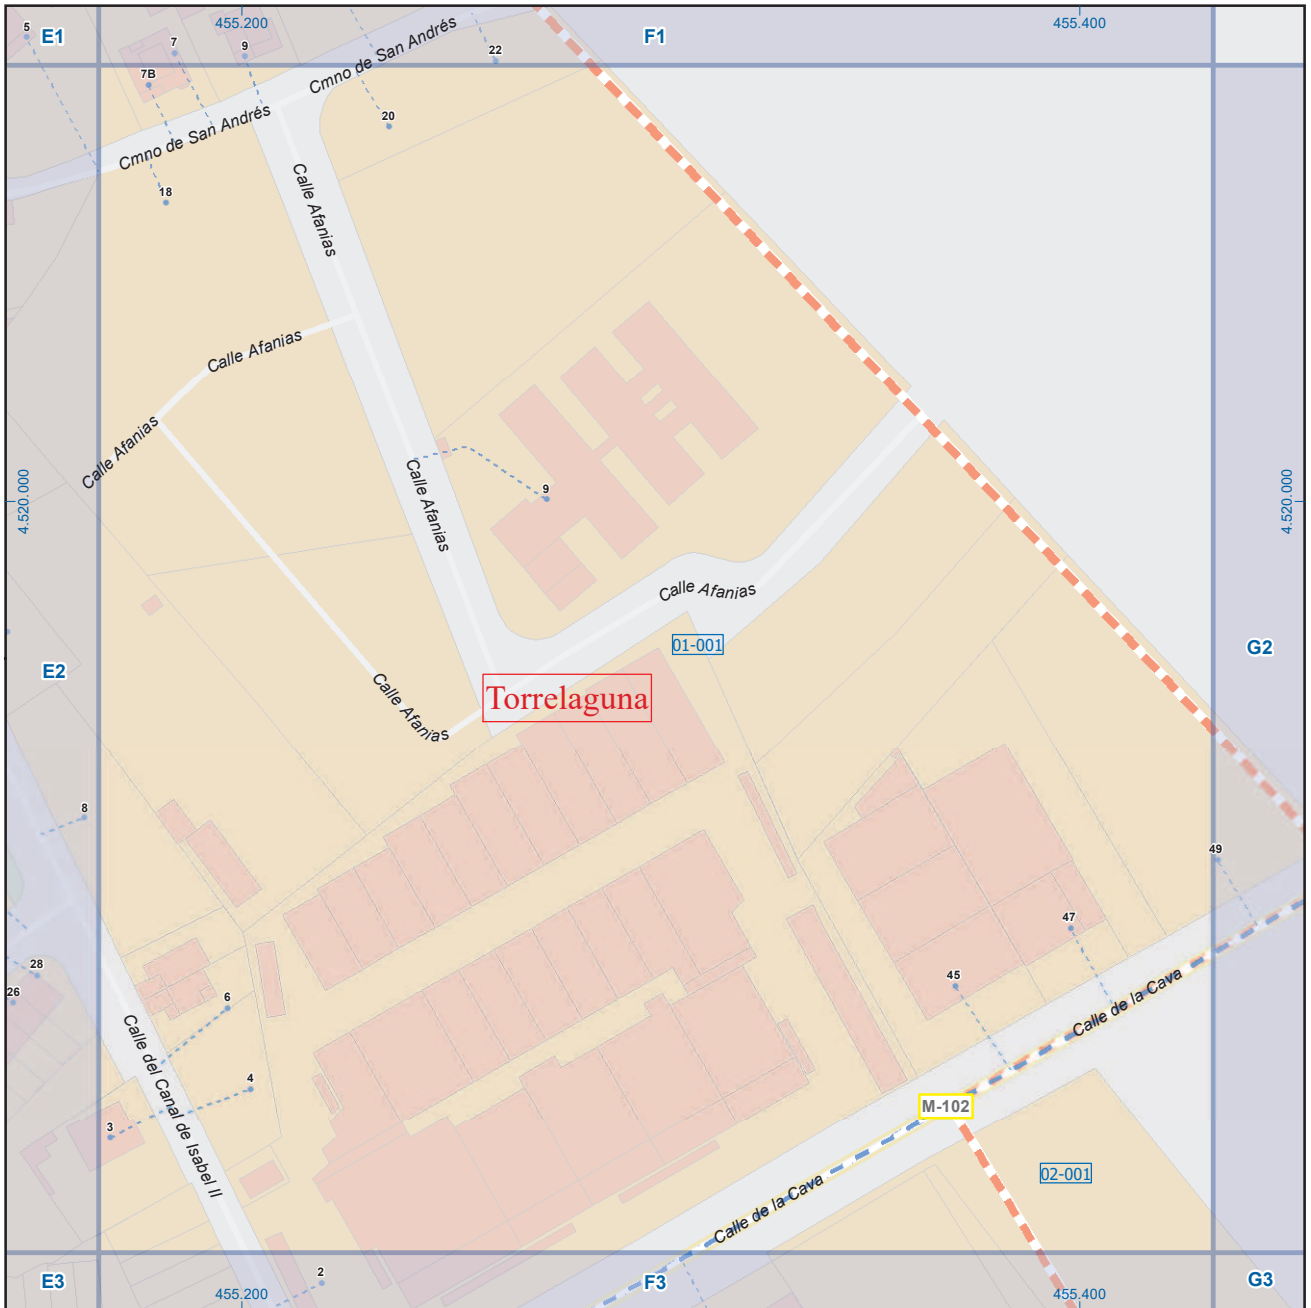 E1
455.200
F1
455.400
5
7
9
22
7B
Cmno de San Andrés
Cmno de San Andrés
20
18
Calle Afanias
Calle Afanias
Calle Afanias
Calle Afanias
9
4.520.000
4.520.000
Calle Afanias
01-001
E2
G2
Torrelaguna
Calle Afanias
8
49
47
28
26
45
6
Calle de la Cava
Calle del Canal de Isabel II
4
M-102
3
02-001
Calle de la Cava
2
E3
455.200
F3
455.400
G3